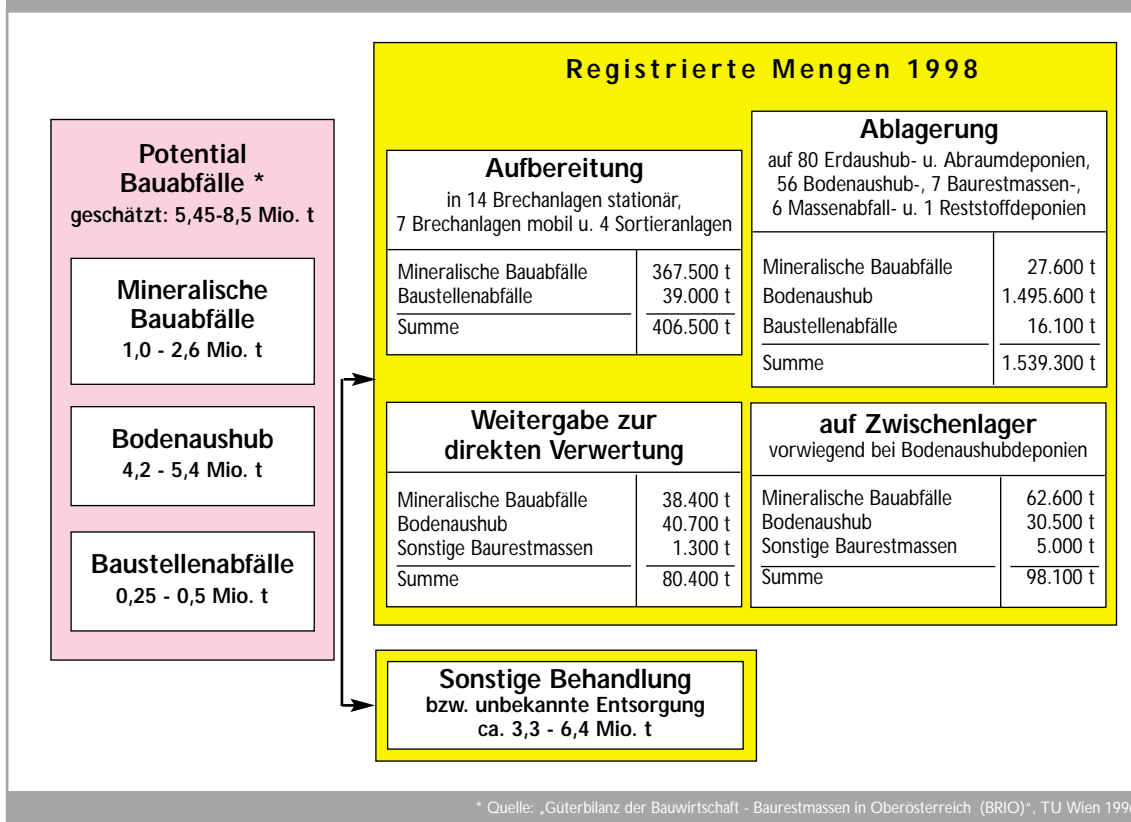 Registrierte Mengen 1998
Potential
Bauabfälle *
geschätzt: 5,45-8,5 Mio. t
Mineralische
Bauabfälle
1,0 - 2,6 Mio. t
Bodenaushub
4,2 - 5,4 Mio. t
Baustellenabfälle
0,25 - 0,5 Mio. t
Aufbereitung
in 14 Brechanlagen stationär,
7 Brechanlagen mobil u. 4 Sortieranlagen
Mineralische Bauabfälle 367.500 t
Baustellenabfälle 39.000 t
Summe 406.500 t
Ablagerung
auf 80 Erdaushub- u. Abraumdeponien,
56 Bodenaushub-, 7 Baurestmassen-,
6 Massenabfall- u. 1 Reststoffdeponien
Mineralische Bauabfälle 27.600 t
Bodenaushub 1.495.600 t
Baustellenabfälle 16.100 t
Summe 1.539.300 t
Weitergabe zur
direkten Verwertung
Mineralische Bauabfälle 38.400 t
Bodenaushub 40.700 t
Sonstige Baurestmassen 1.300 t
Summe 80.400 t
auf Zwischenlager
vorwiegend bei Bodenaushubdeponien
Mineralische Bauabfälle 62.600 t
Bodenaushub 30.500 t
Sonstige Baurestmassen 5.000 t
Summe 98.100 t
Sonstige Behandlung
bzw. unbekannte Entsorgung
ca. 3,3 - 6,4 Mio. t
* Quelle: „Güterbilanz der Bauwirtschaft - Baurestmassen in Oberösterreich (BRIO)“, TU Wien 1996